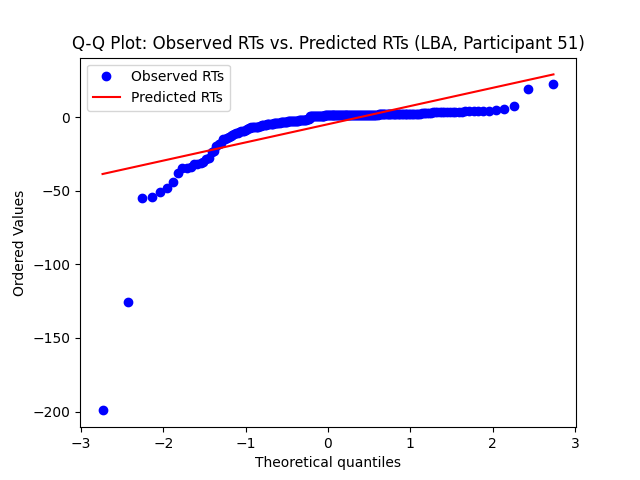 Q-Q Plot: Observed RTs vs. Predicted RTs (LBA, Participant 51)
Observed RTs
Predicted RTs
0
−50
−100
−150
−200
Ordered Values
−3
−2
−1
0
1
2
3
Theoretical quantiles